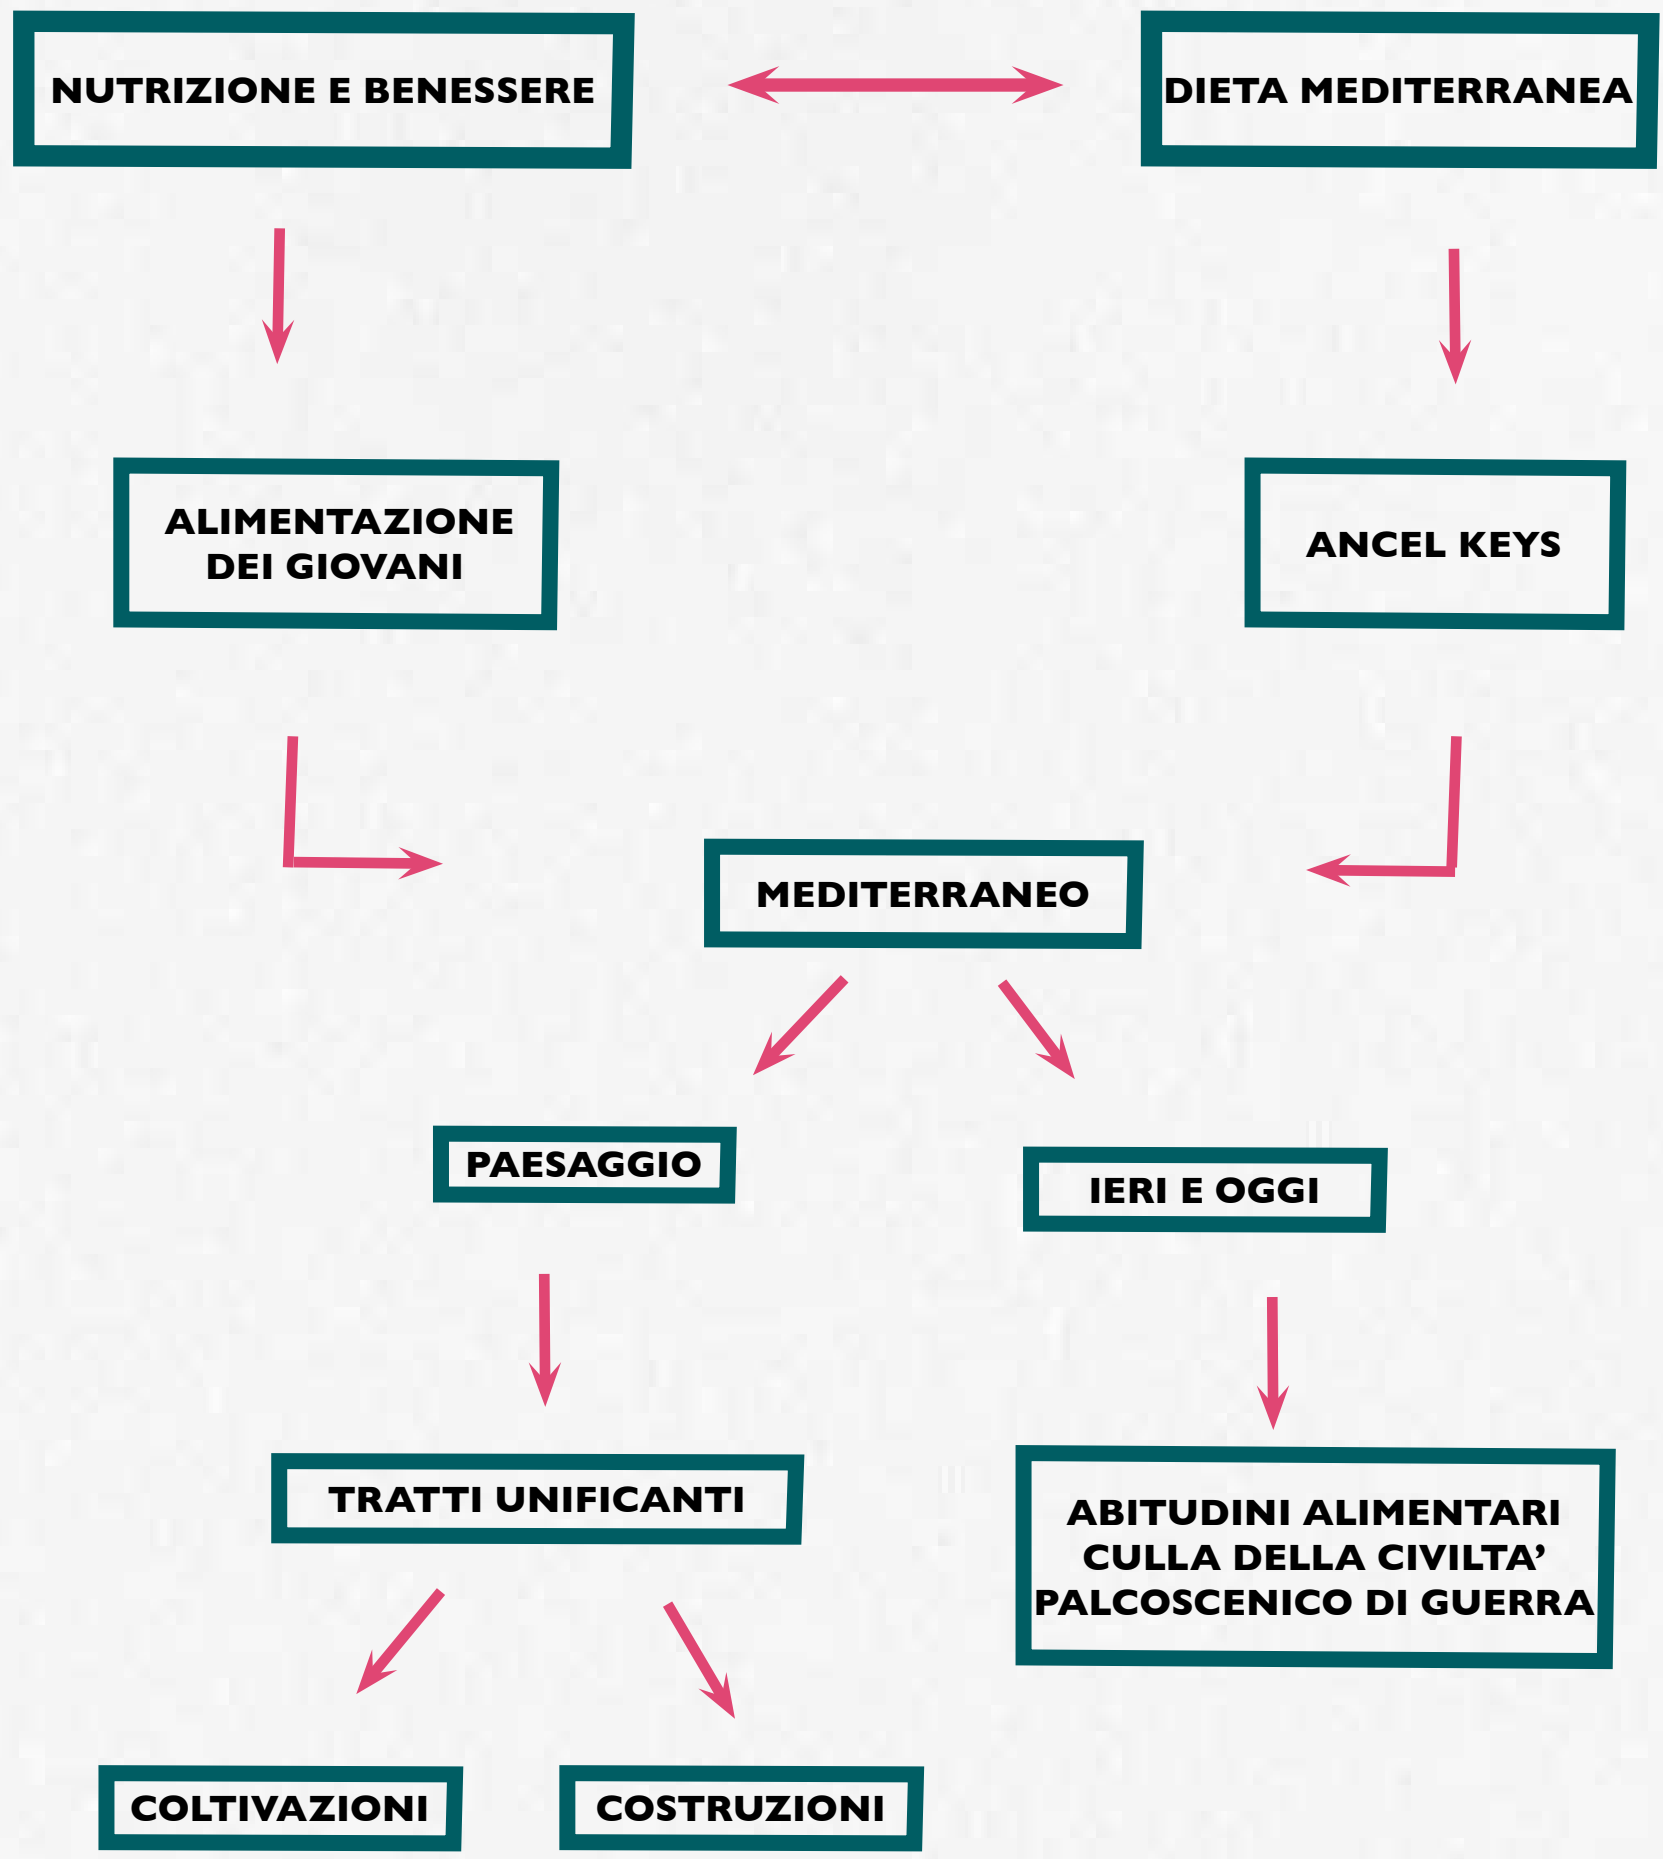 NUTRIZIONE E BENESSERE
DIETA MEDITERRANEA
ALIMENTAZIONE
DEI GIOVANI
ANCEL KEYS
MEDITERRANEO
PAESAGGIO
IERI E OGGI
TRATTI UNIFICANTI
ABITUDINI ALIMENTARI
CULLA DELLA CIVILTA’
PALCOSCENICO DI GUERRA
COLTIVAZIONI
COSTRUZIONI